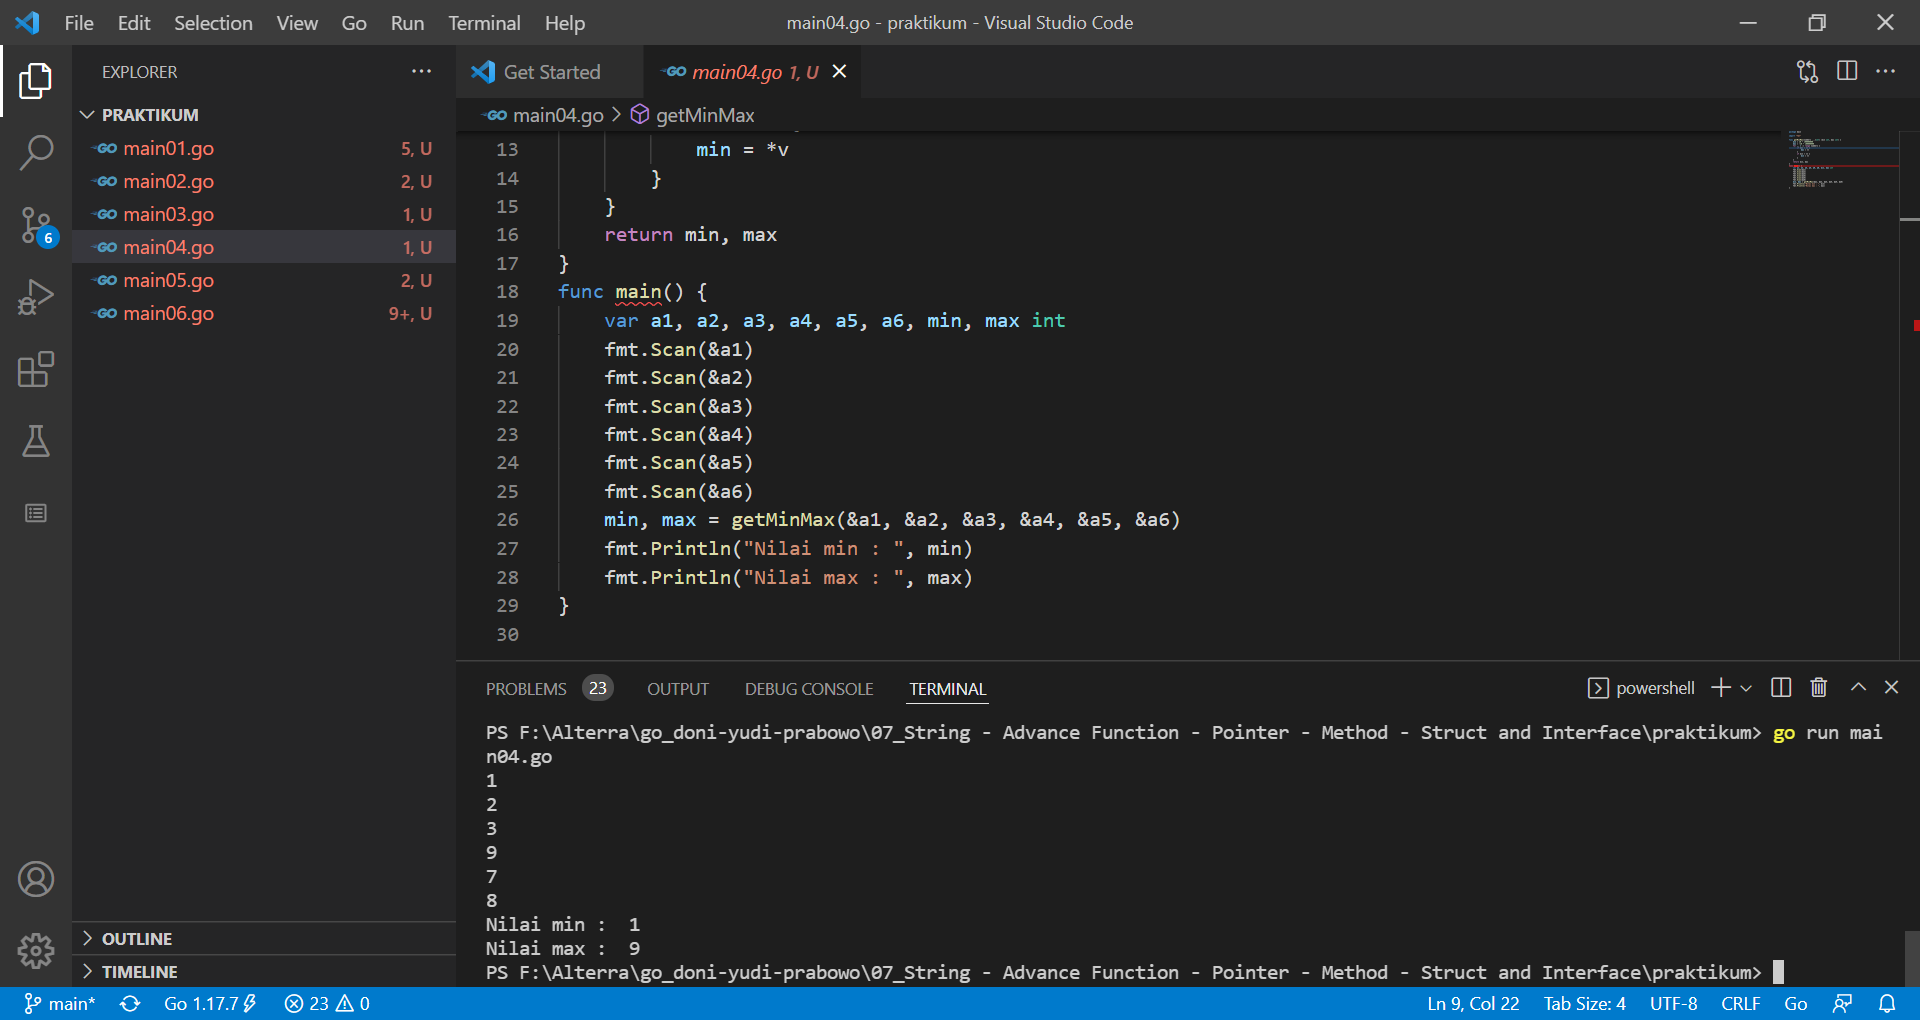 File Edit Selection View Go Run Terminal Help
main04.go - praktikum - Visual Studio Code
EXPLORER
PRAKTIKUM
main01.go 5, U
main02.go 2, U
main03.go 1, U
main04.go 1, U
main05.go 2, U
main06.go 9+, U
6
OUTLINE
TIMELINE
Get Started
GO main04.go 1, U
GO main04.go > getMinMax
13 min = *v
14 }
15 }
16 return min, max
17 }
18 func main() {
19 var a1, a2, a3, a4, a5, a6, min, max int
20 fmt.Scan(&a1)
21 fmt.Scan(&a2)
22 fmt.Scan(&a3)
23 fmt.Scan(&a4)
24 fmt.Scan(&a5)
25 fmt.Scan(&a6)
26 min, max = getMinMax(&a1, &a2, &a3, &a4, &a5, &a6)
27 fmt.Println("Nilai min : ", min)
28 fmt.Println("Nilai max : ", max)
29 }
30
PROBLEMS 23 OUTPUT DEBUG CONSOLE TERMINAL powershell
PS F:\Alterra\go_doni-yudi-prabowo\07_String - Advance Function - Pointer - Method - Struct and Interface\praktikum> go run mai
n04.go
1
2
3
9
7
8
Nilai min :  1
Nilai max :  9
PS F:\Alterra\go_doni-yudi-prabowo\07_String - Advance Function - Pointer - Method - Struct and Interface\praktikum>
main* Go 1.17.7 23 0 Ln 9, Col 22 Tab Size: 4 UTF-8 CRLF Go